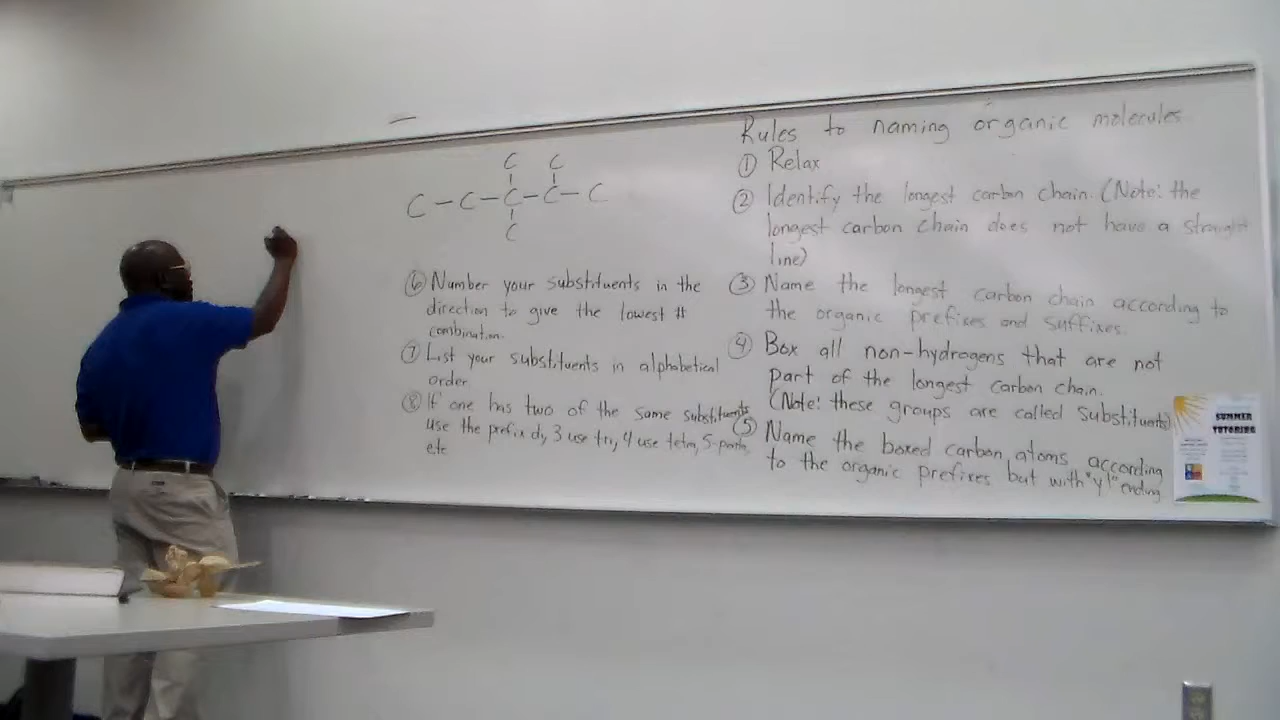 C C
C - C - C - C - C
C
Rules to naming organic molecules
① Relax
② Identify the longest carbon chain. (Note: the
longest carbon chain does not have a straight
line)
③ Name the longest carbon chain according to
the organic prefixes and suffixes.
④ Box all non-hydrogens that are not
part of the longest carbon chain.
(Note: these groups are called substituents)
⑤ Name the boxed carbon atoms according
to the organic prefixes but with "yl" ending
⑥ Number your substituents in the
direction to give the lowest #
combination.
⑦ List your substituents in alphabetical
order
⑧ If one has two of the same substituents
use the prefix di, 3 use tri, 4 use tetra, 5-penta,
etc
SUMMER
TUTORING